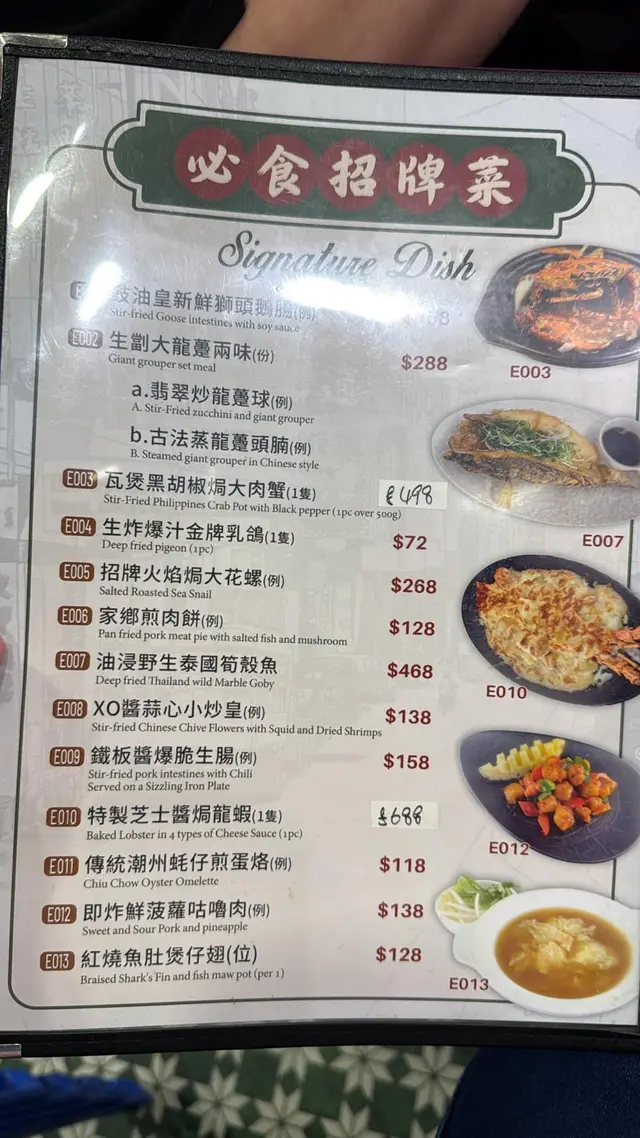 必食招牌菜
Signature Dish
豉油皇新鮮獅頭鵝腸(例)
Stir-fried Goose intestines with soy sauce
E002 生劏大龍躉兩味(份) $288
Giant grouper set meal
a.翡翠炒龍躉球(例)
A. Stir-Fried zucchini and giant grouper
b.古法蒸龍躉頭腩(例)
B. Steamed giant grouper in Chinese style
E003 瓦煲黑胡椒焗大肉蟹(1隻) $498
Stir-Fried Philippines Crab Pot with Black pepper (1pc over 500g)
E004 生炸爆汁金牌乳鴿(1隻) $72
Deep fried pigeon (1pc)
E005 招牌火焰焗大花螺(例) $268
Salted Roasted Sea Snail
E006 家鄉煎肉餅(例) $128
Pan fried pork meat pie with salted fish and mushroom
E007 油浸野生泰國筍殼魚 $468
Deep fried Thailand wild Marble Goby
E008 XO醬蒜心小炒皇(例) $138
Stir-fried Chinese Chive Flowers with Squid and Dried Shrimps
E009 鐵板醬爆脆生腸(例) $158
Stir-fried pork intestines with Chili
Served on a Sizzling Iron Plate
E010 特製芝士醬焗龍蝦(1隻) $688
Baked Lobster in 4 types of Cheese Sauce (1pc)
E011 傳統潮州蚝仔煎蛋烙(例) $118
Chiu Chow Oyster Omelette
E012 即炸鮮菠蘿咕嚕肉(例) $138
Sweet and Sour Pork and pineapple
E013 紅燒魚肚煲仔翅(位) $128
Braised Shark's Fin and fish maw pot (per 1)
E003
E007
E010
E012
E013